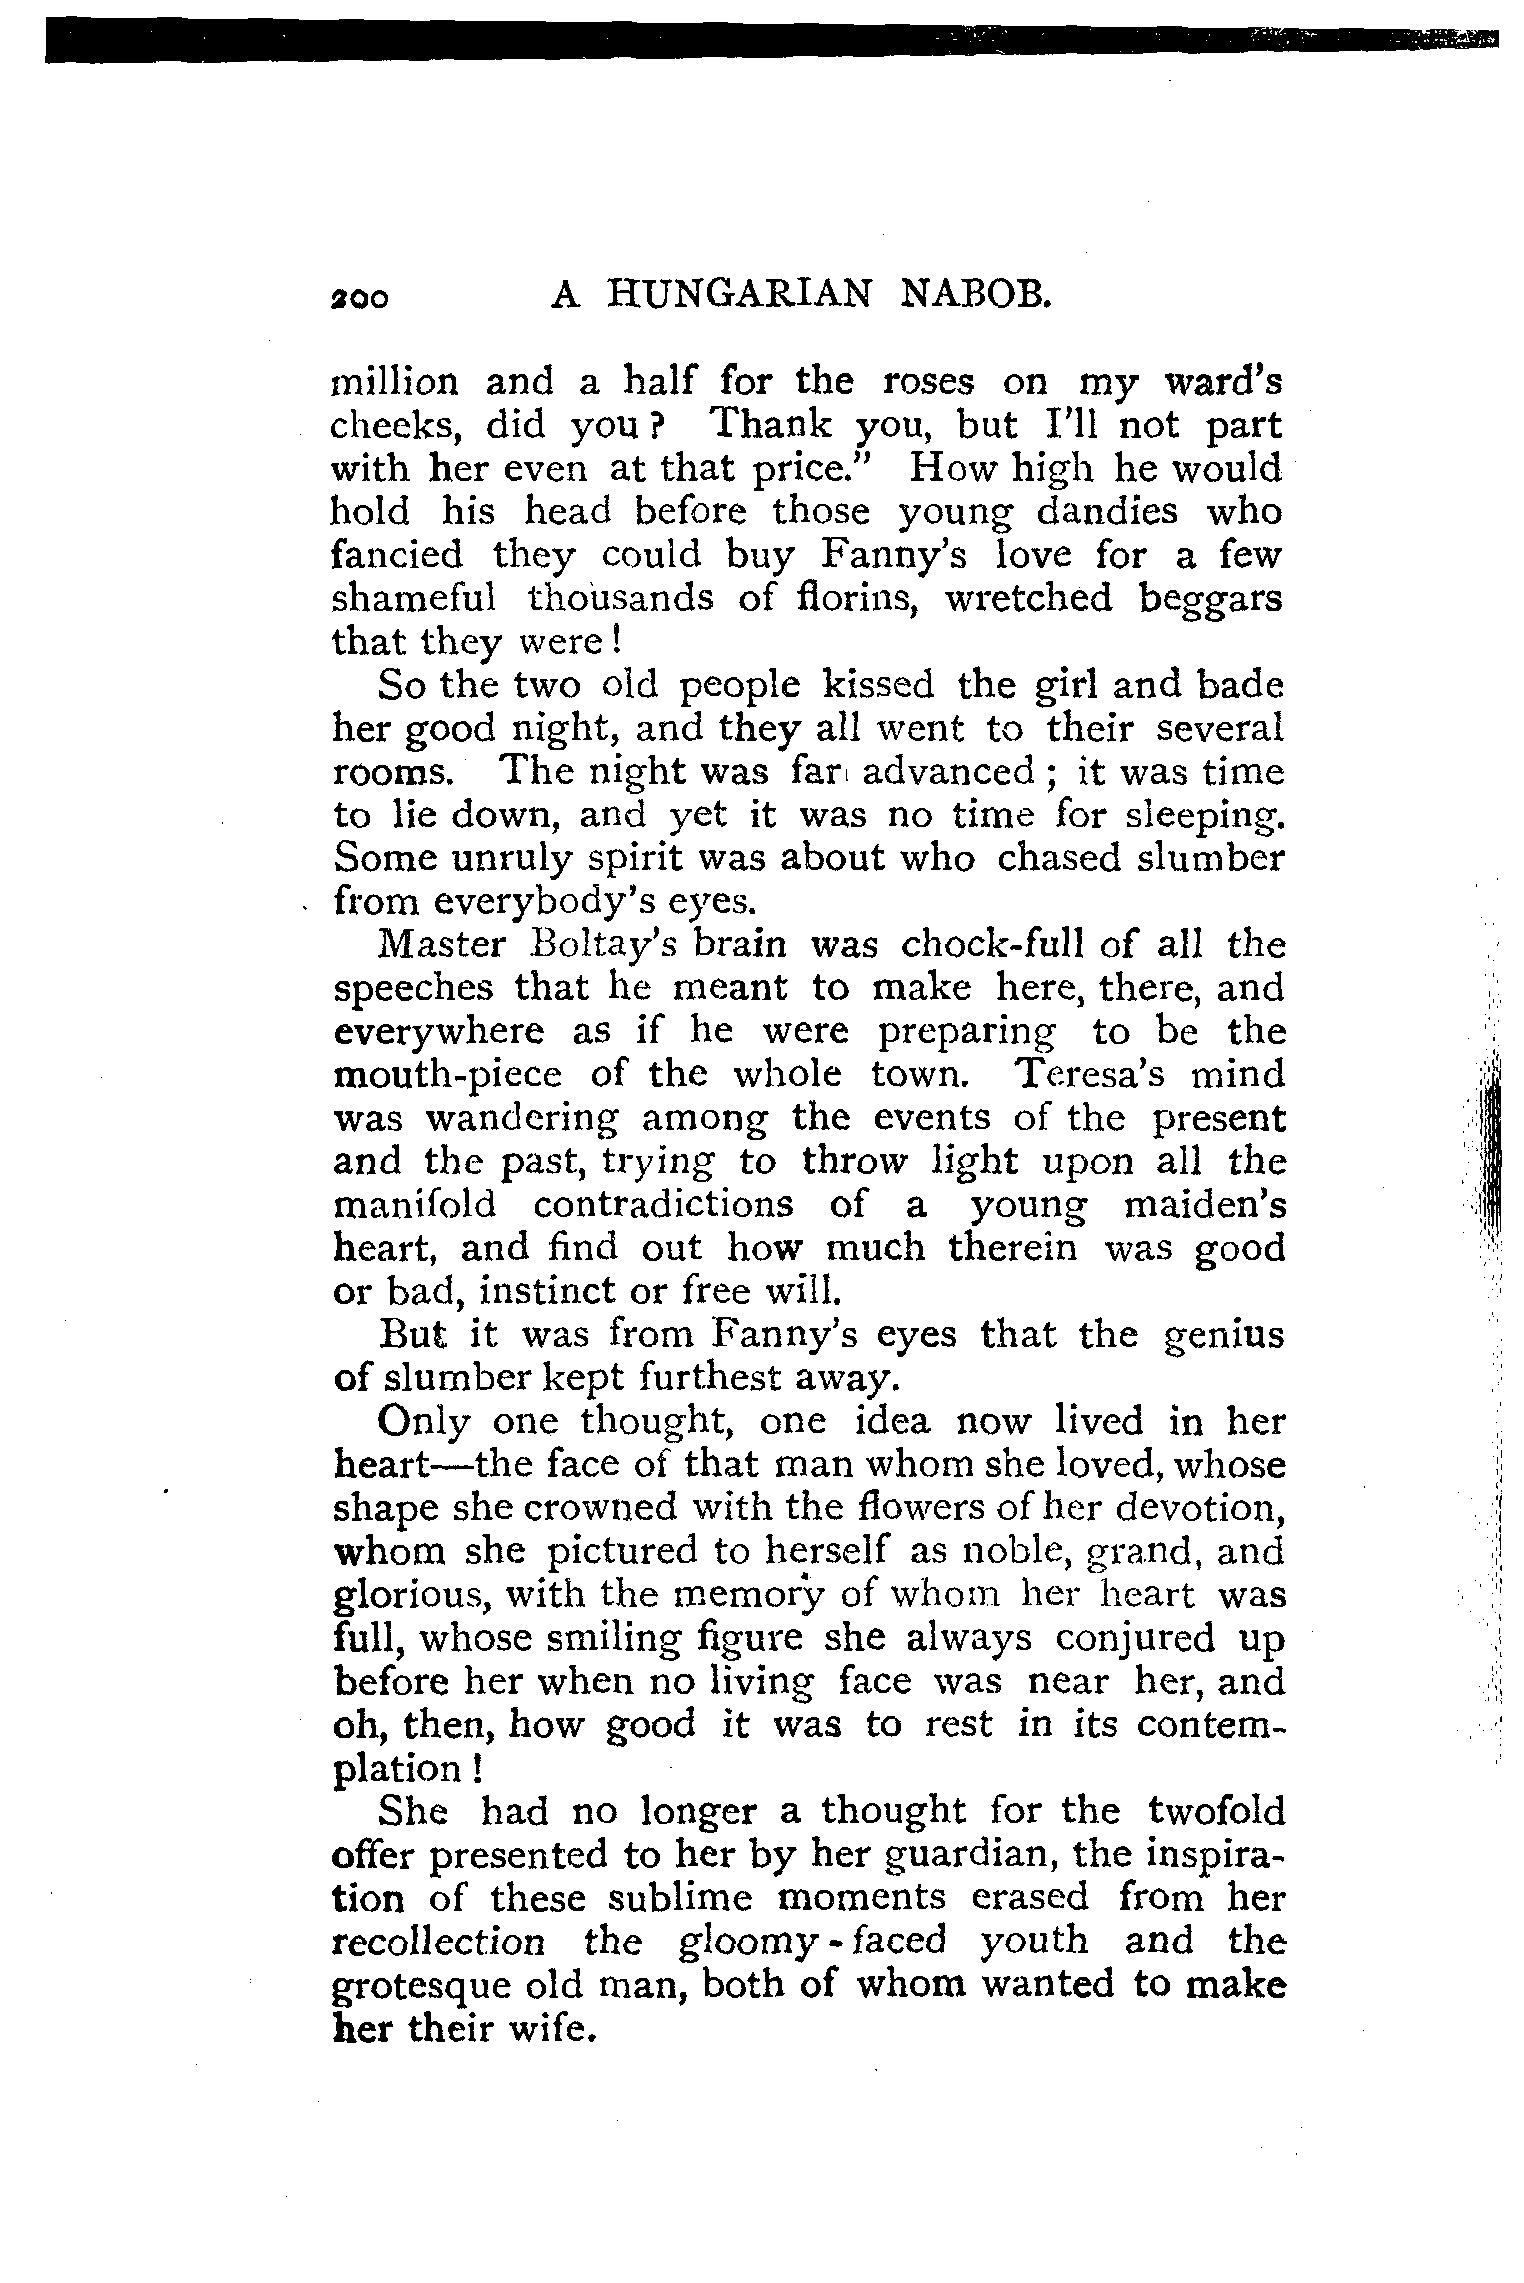 200 A HUNGARIAN NABOB.
million and a half for the roses on my ward's
cheeks, did you? Thank you, but I'll not part
with her even at that price." How high he would
hold his head before those young dandies who
fancied they could buy Fanny's love for a few
shameful thousands of florins, wretched beggars
that they were!
So the two old people kissed the girl and bade
her good night, and they all went to their several
rooms. The night was far advanced; it was time
to lie down, and yet it was no time for sleeping.
Some unruly spirit was about who chased slumber
from everybody's eyes.
Master Boltay's brain was chock-full of all the
speeches that he meant to make here, there, and
everywhere as if he were preparing to be the
mouth-piece of the whole town. Teresa's mind
was wandering among the events of the present
and the past, trying to throw light upon all the
manifold contradictions of a young maiden's
heart, and find out how much therein was good
or bad, instinct or free will.
But it was from Fanny's eyes that the genius
of slumber kept furthest away.
Only one thought, one idea now lived in her
heart—the face of that man whom she loved, whose
shape she crowned with the flowers of her devotion,
whom she pictured to herself as noble, grand, and
glorious, with the memory of whom her heart was
full, whose smiling figure she always conjured up
before her when no living face was near her, and
oh, then, how good it was to rest in its contem-
plation!
She had no longer a thought for the twofold
offer presented to her by her guardian, the inspira-
tion of these sublime moments erased from her
recollection the gloomy-faced youth and the
grotesque old man, both of whom wanted to make
her their wife.